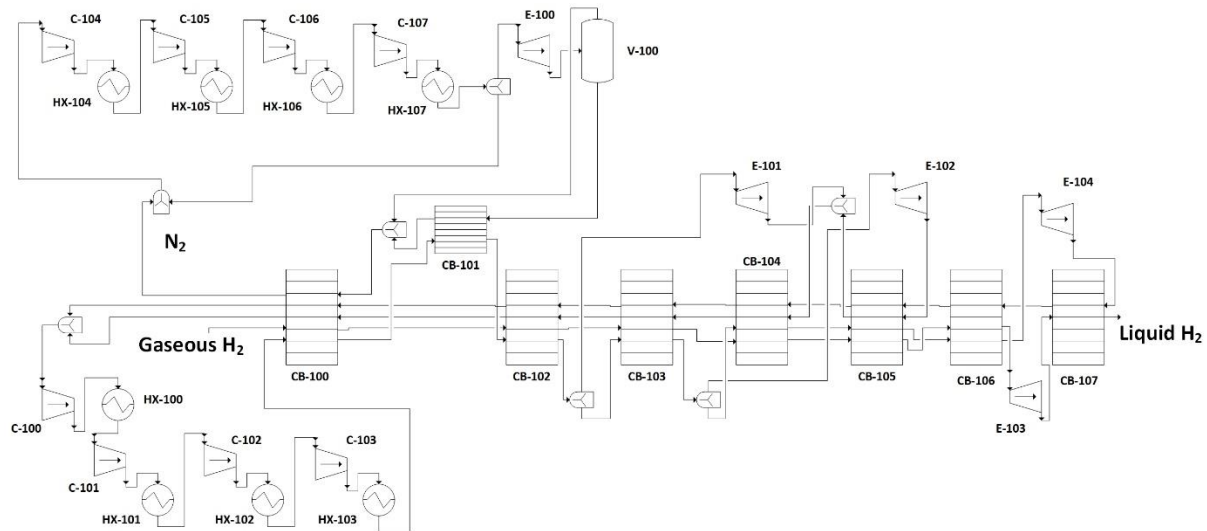 C-104
C-105
C-106
C-107
E-100
V-100
HX-104
HX-105
HX-106
HX-107
E-101
E-102
E-104
N₂
CB-101
CB-104
Gaseous H₂
Liquid H₂
CB-100
CB-102
CB-103
CB-105
CB-106
CB-107
E-103
HX-100
C-100
C-101
C-102
C-103
HX-101
HX-102
HX-103